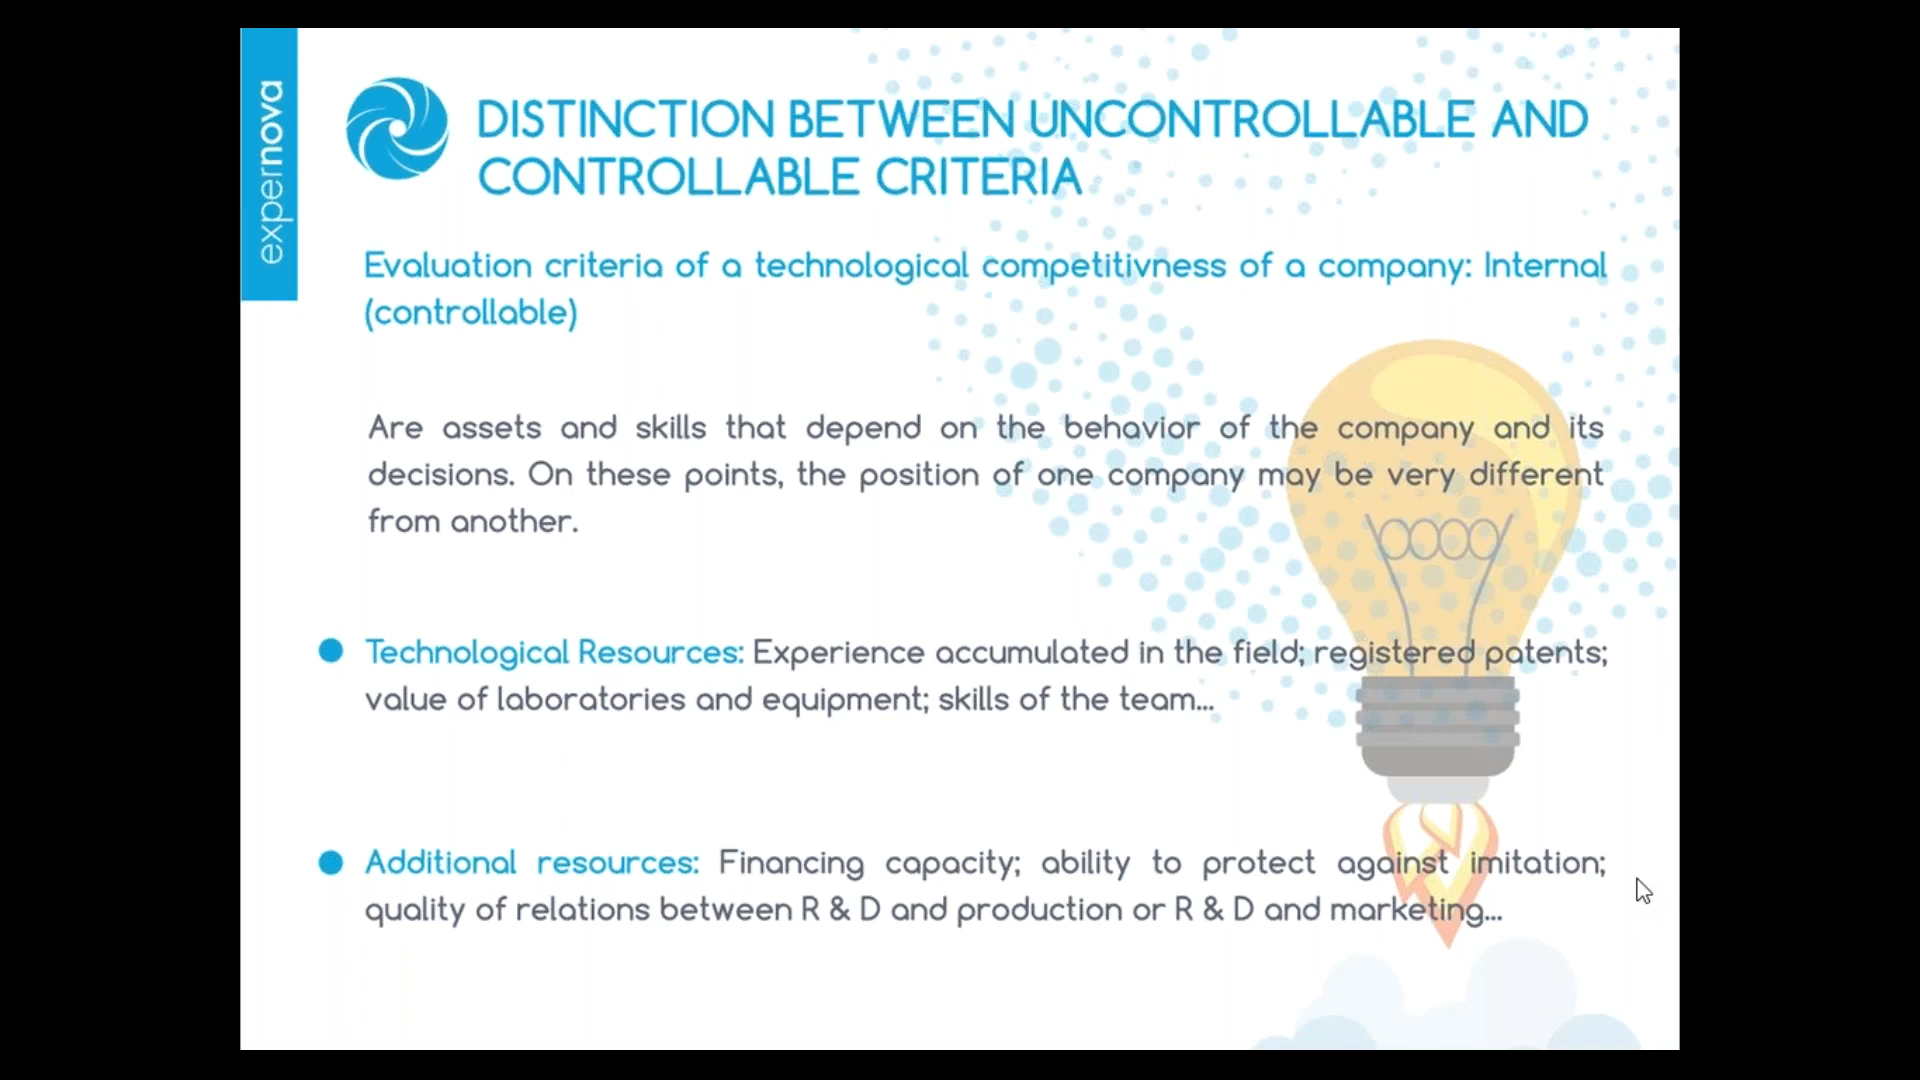 expernova
DISTINCTION BETWEEN UNCONTROLLABLE AND
CONTROLLABLE CRITERIA
Evaluation criteria of a technological competitivness of a company: Internal
(controllable)
Are assets and skills that depend on the behavior of the company and its
decisions. On these points, the position of one company may be very different
from another.
Technological Resources: Experience accumulated in the field; registered patents;
value of laboratories and equipment; skills of the team...
Additional resources: Financing capacity; ability to protect against imitation;
quality of relations between R & D and production or R & D and marketing...